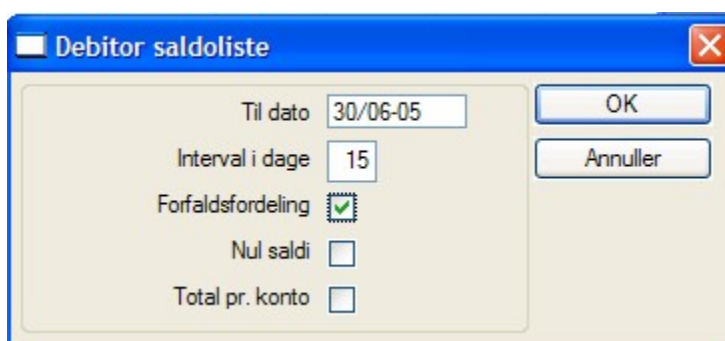 Debitor saldoliste
Til dato 30/06-05
OK
Interval i dage 15
Annuller
Forfaldsfordeling
Nul saldi
Total pr. konto